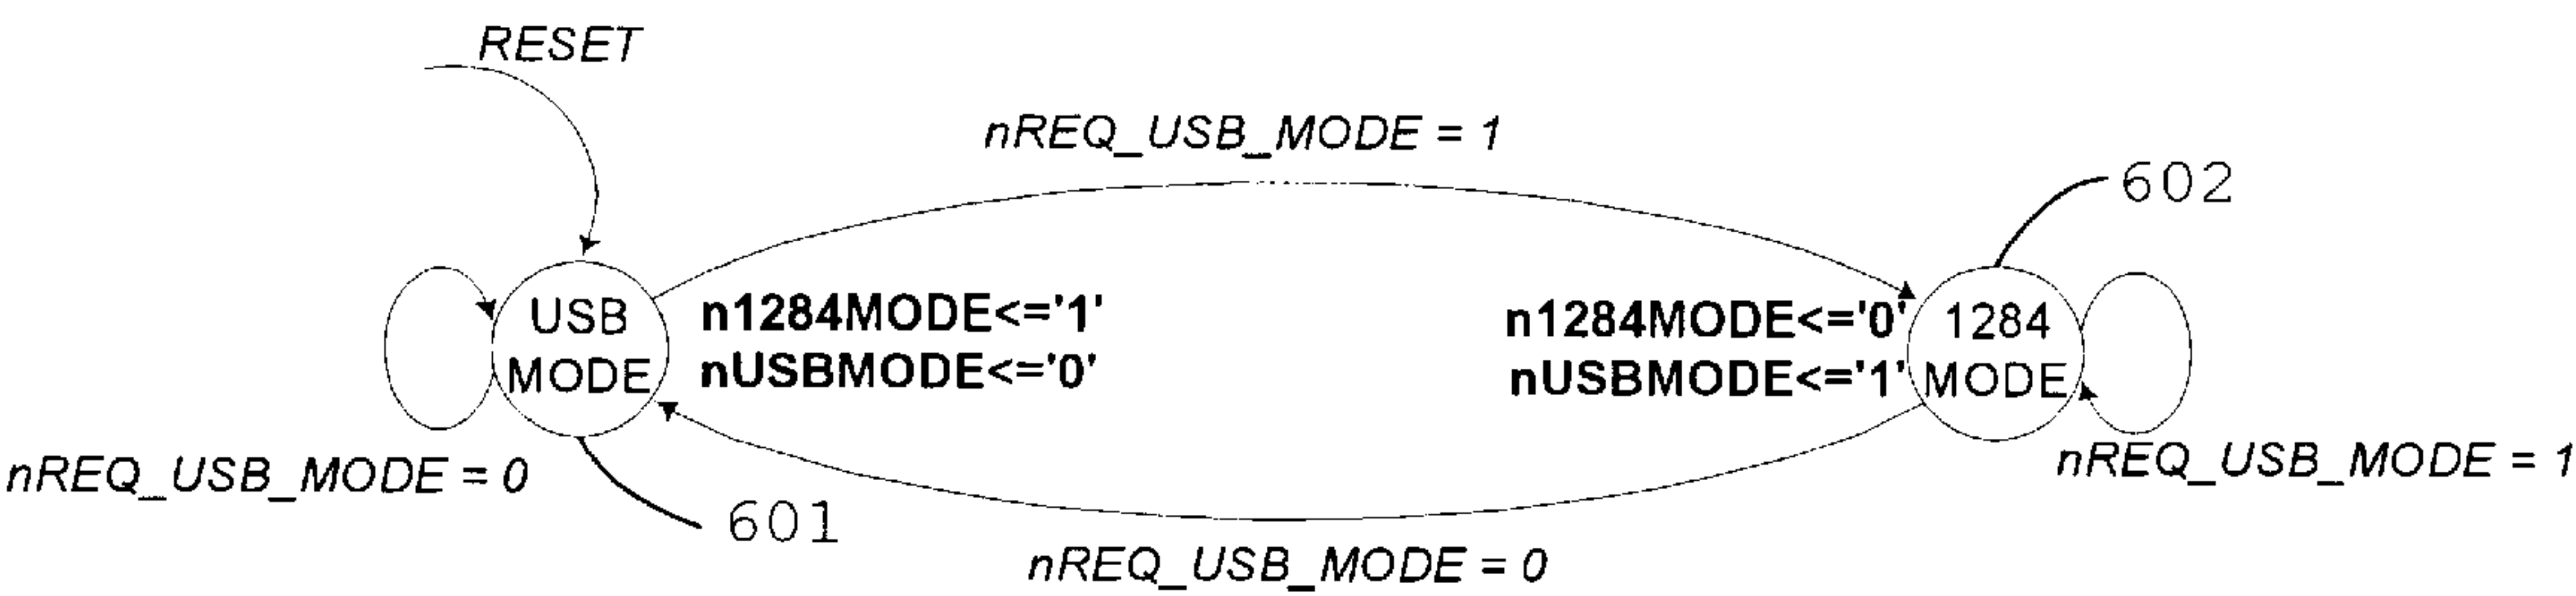 RESET
nREQ_USB_MODE = 1
602
USB
MODE
n1284MODE<='1'
nUSBMODE<='0'
n1284MODE<='0'
nUSBMODE<='1'
1284
MODE
nREQ_USB_MODE = 0
601
nREQ_USB_MODE = 1
nREQ_USB_MODE = 0